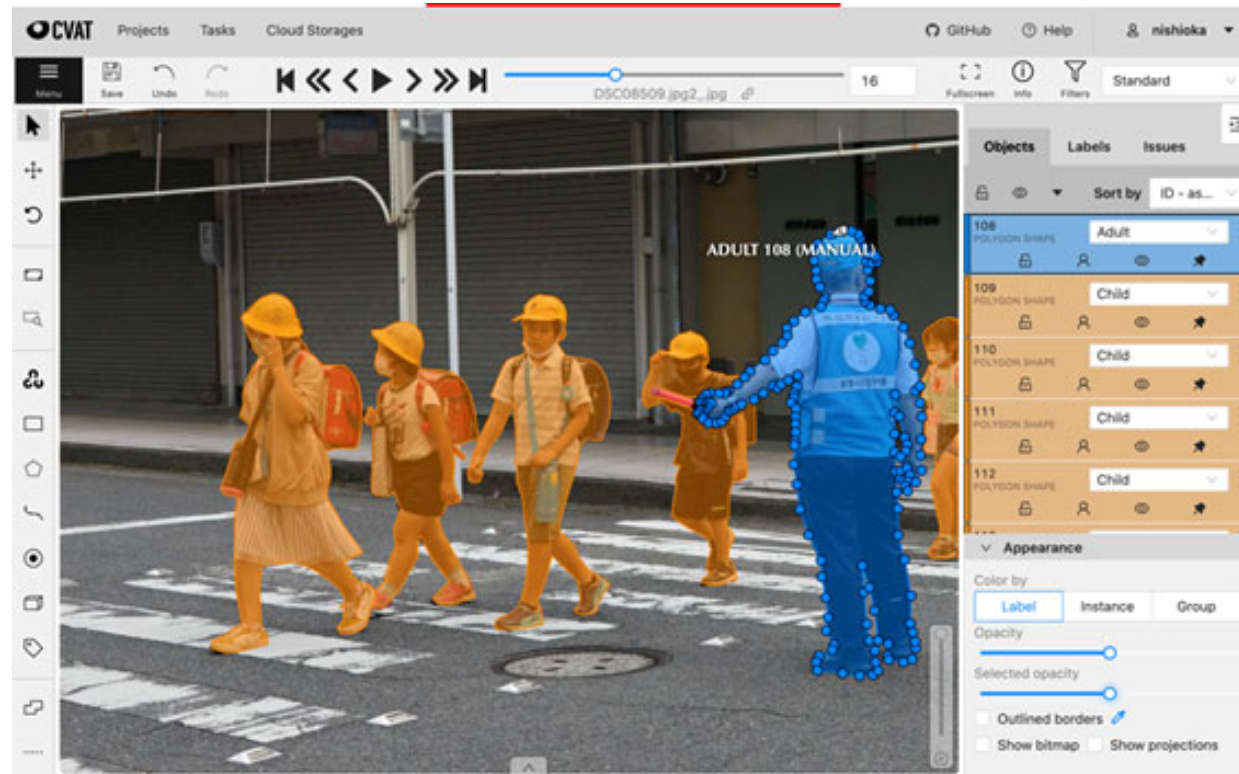 CVAT Projects Tasks Cloud Storages GitHub Help nishioka
Menu Save Undo Redo 16 Fullscreen Info Filters Standard
DSC08509.jpg2_.jpg
Objects Labels Issues
Sort by ID - as...
108 Adult
POLYGON SHAPE
ADULT 108 (MANUAL)
109 Child
POLYGON SHAPE
110 Child
POLYGON SHAPE
111 Child
POLYGON SHAPE
112 Child
POLYGON SHAPE
Appearance
Color by
Label Instance Group
Opacity
Selected opacity
Outlined borders
Show bitmap Show projections